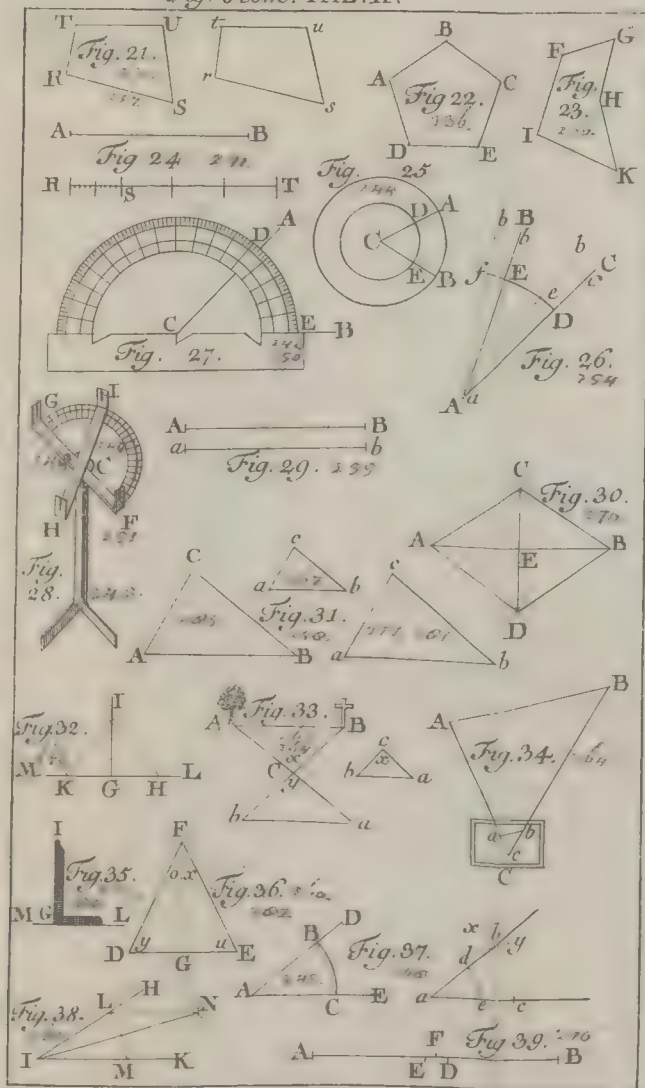 T U t u
Fig. 21.
R S r s
B
A C
Fig 22.
D E
G
F
Fig.
23.
H
I
K
A B
Fig 24
R S T
Fig. 25
D A
C
E B
D A
C E B
Fig. 27.
b B b
b C
f E
e c
D
A a
Fig. 26.
254
G I
C
H F
Fig.
28.
A B
a b
Fig. 29.
C
Fig. 30.
A B
E
D
C
A B
Fig. 31.
c
a b
c
a b
I
Fig. 32
M K G H L
A Fig. 33. B
C x
y
b a
c
x
b a
B
A
Fig. 34.
a b
c
C
I
Fig. 35.
M G L
F
o x
Fig. 36.
D y u E
G
D
B
Fig. 37.
A C E
x b y
d
a e c
H
L
N
Fig. 38.
I M K
F
Fig 39.
A E D B